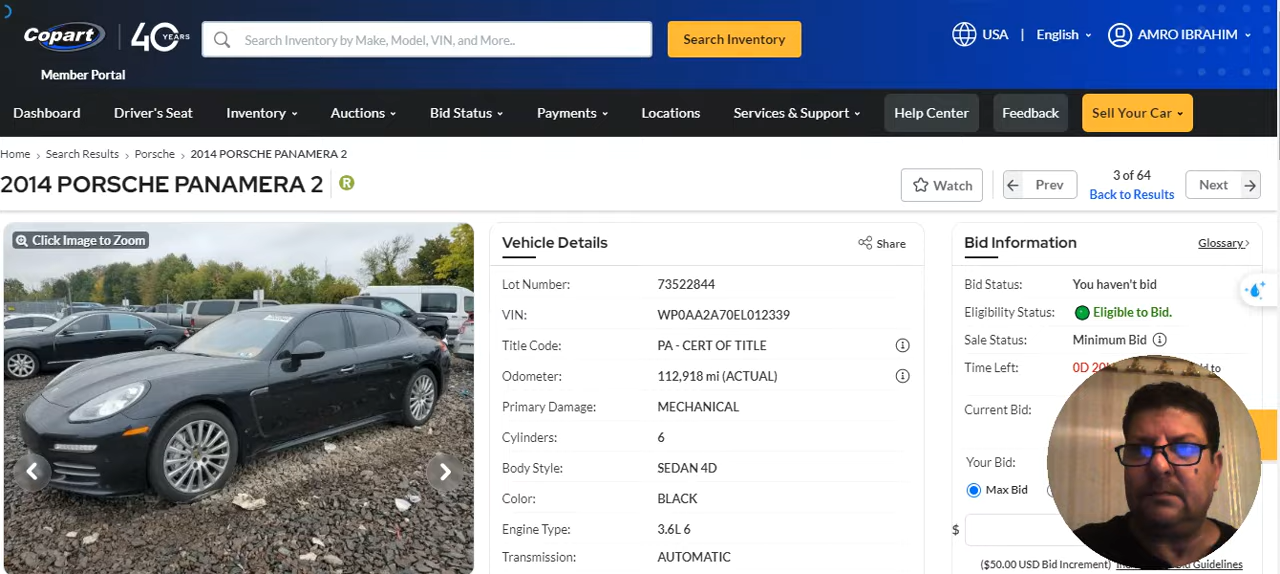 Copart
40 YEARS
Search Inventory by Make, Model, VIN, and More..
Search Inventory
USA | English
AMRO IBRAHIM
Member Portal
Dashboard
Driver's Seat
Inventory
Auctions
Bid Status
Payments
Locations
Services & Support
Help Center
Feedback
Sell Your Car
Home > Search Results > Porsche > 2014 PORSCHE PANAMERA 2
2014 PORSCHE PANAMERA 2
R
Watch
Prev
3 of 64
Back to Results
Next
Click Image to Zoom
Vehicle Details
Share
Lot Number: 73522844
VIN: WP0AA2A70EL012339
Title Code: PA - CERT OF TITLE
Odometer: 112,918 mi (ACTUAL)
Primary Damage: MECHANICAL
Cylinders: 6
Body Style: SEDAN 4D
Color: BLACK
Engine Type: 3.6L 6
Transmission: AUTOMATIC
Bid Information
Glossary
Bid Status: You haven't bid
Eligibility Status: Eligible to Bid.
Sale Status: Minimum Bid
Time Left: 0D
Current Bid:
Your Bid:
Max Bid
$
($50.00 USD Bid Increment)
Bid Guidelines